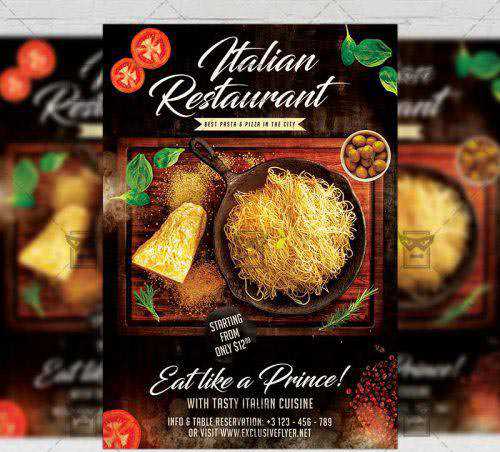 Italian
Restaurant
BEST PASTA & PIZZA IN THE CITY
STARTING
FROM
ONLY $12.99
Eat like a Prince!
WITH TASTY ITALIAN CUISINE
INFO & TABLE RESERVATION: +3 123 - 456 - 789
OR VISIT WWW.EXCLUSIVEFLYER.NET